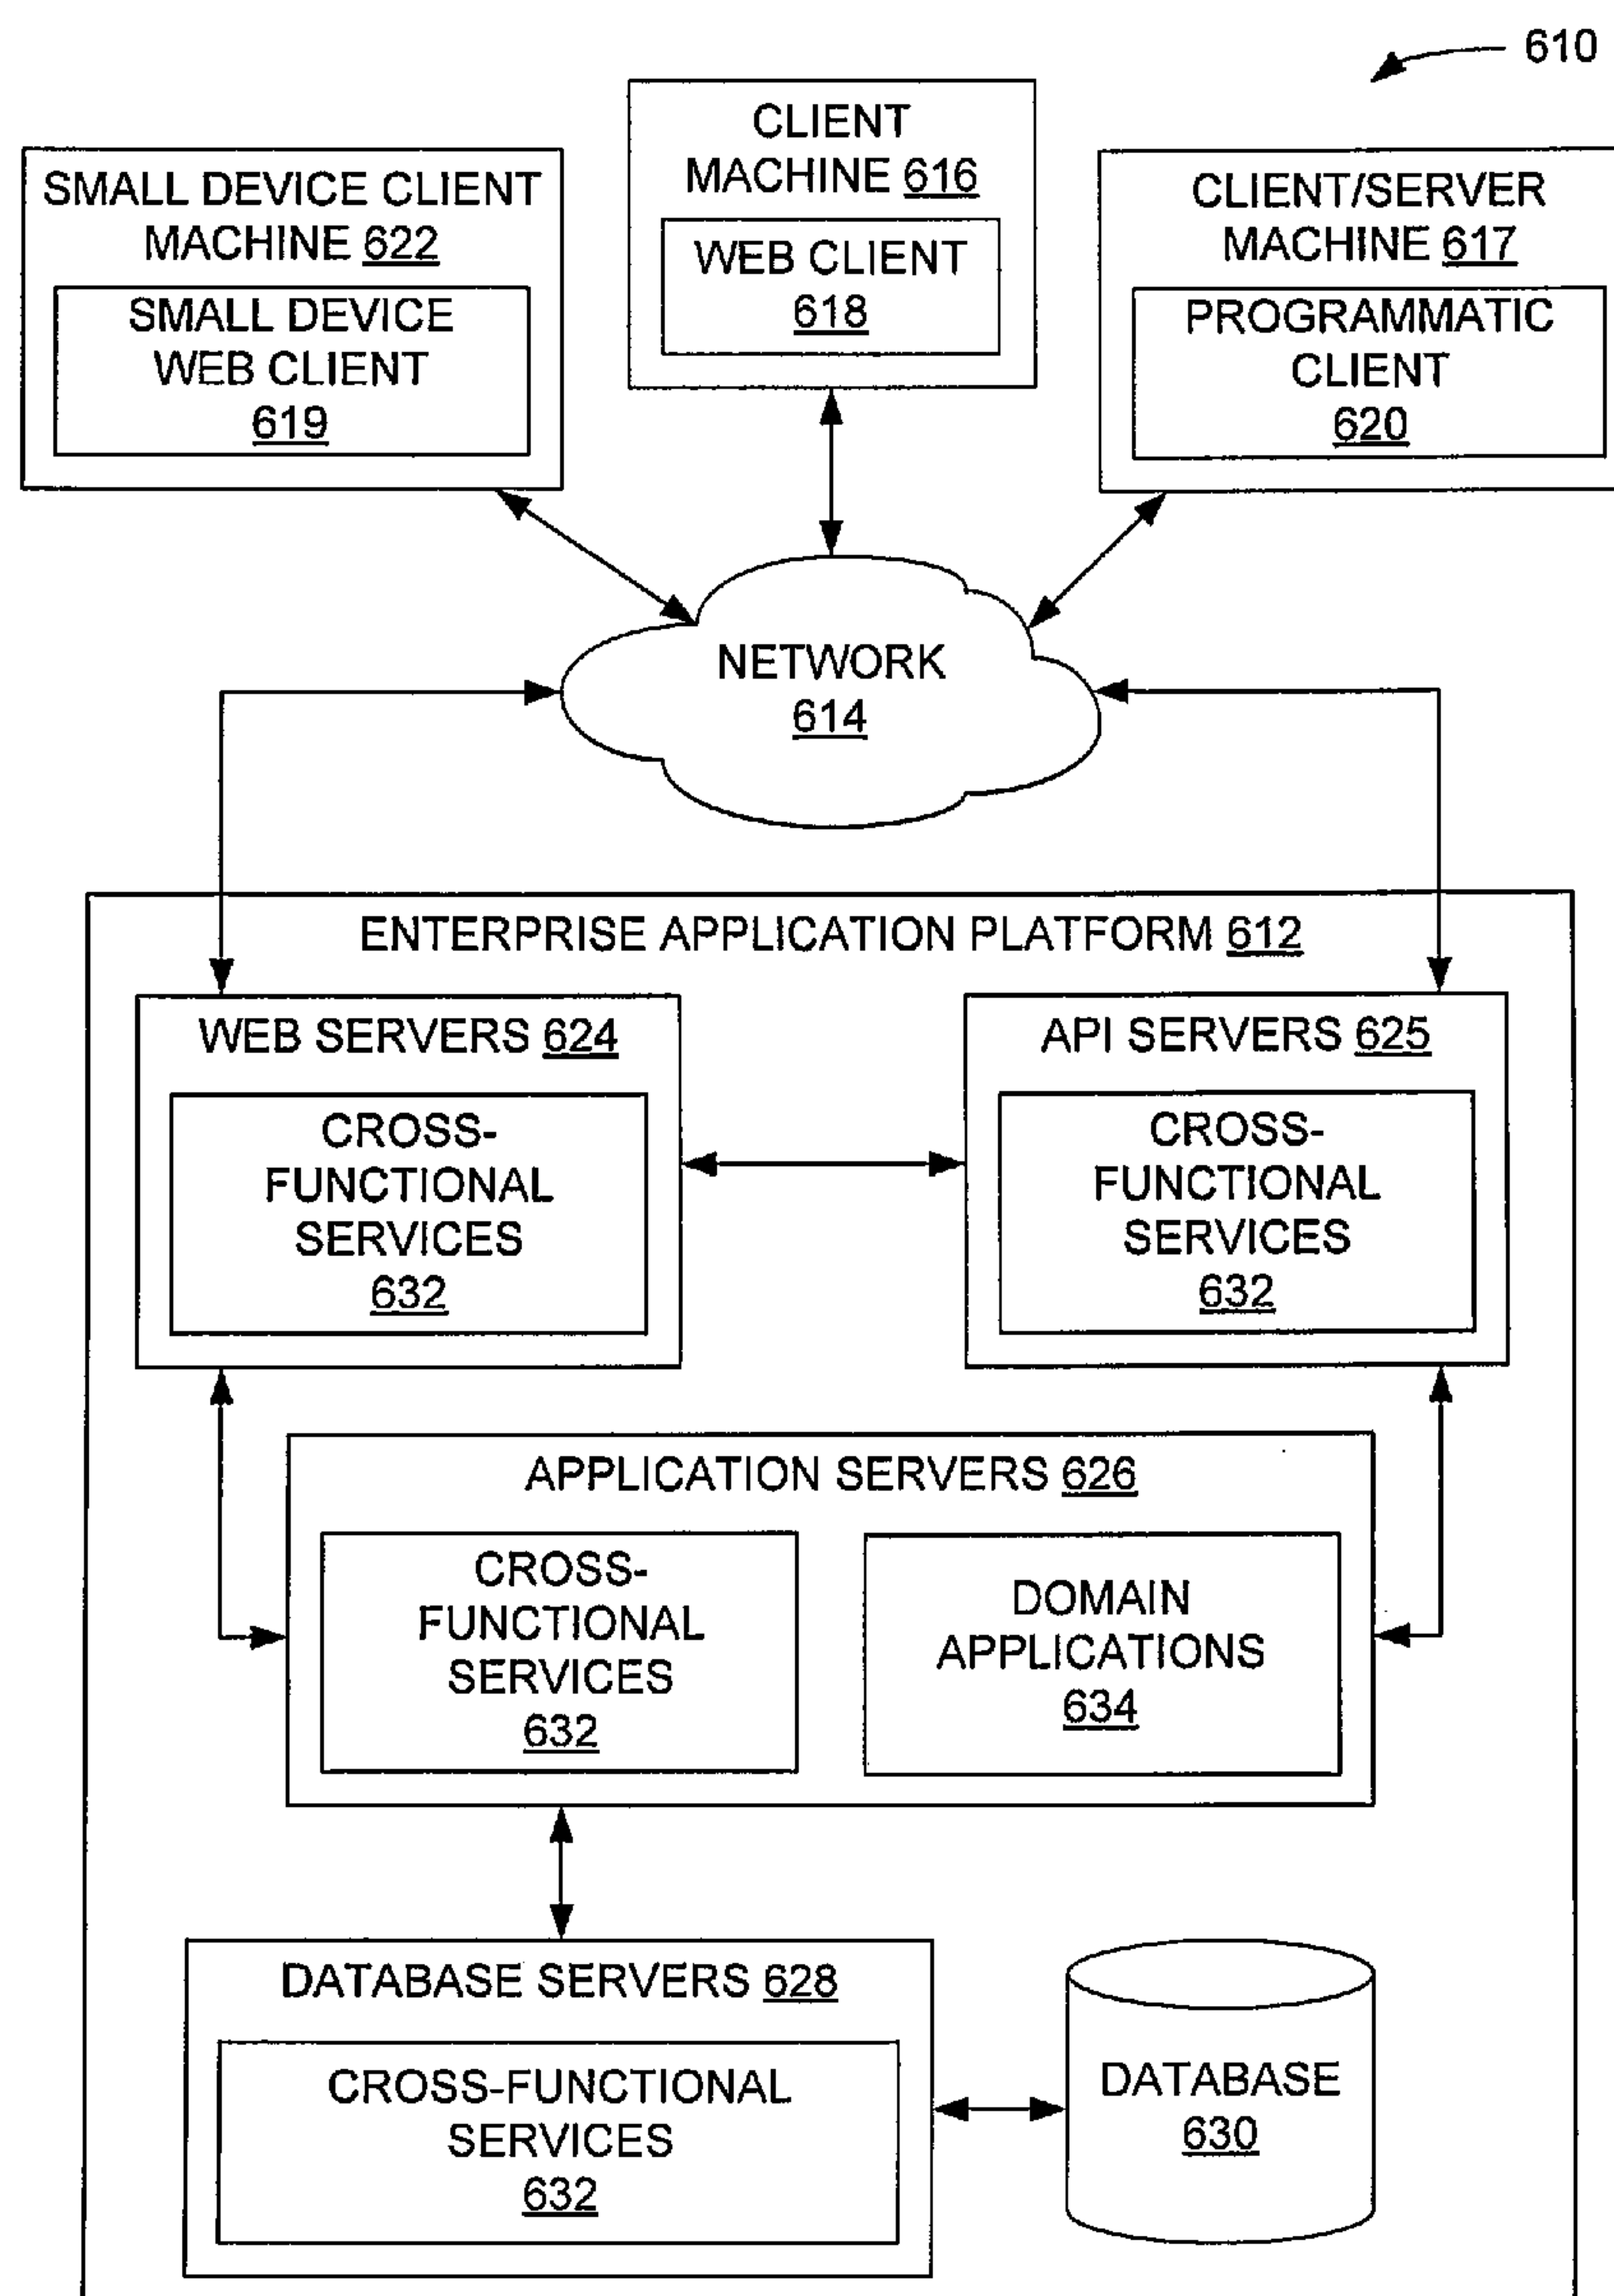 610
CLIENT
MACHINE 616
WEB CLIENT
618
SMALL DEVICE CLIENT
MACHINE 622
SMALL DEVICE
WEB CLIENT
619
CLIENT/SERVER
MACHINE 617
PROGRAMMATIC
CLIENT
620
NETWORK
614
ENTERPRISE APPLICATION PLATFORM 612
WEB SERVERS 624
CROSS-
FUNCTIONAL
SERVICES
632
API SERVERS 625
CROSS-
FUNCTIONAL
SERVICES
632
APPLICATION SERVERS 626
CROSS-
FUNCTIONAL
SERVICES
632
DOMAIN
APPLICATIONS
634
DATABASE SERVERS 628
CROSS-FUNCTIONAL
SERVICES
632
DATABASE
630